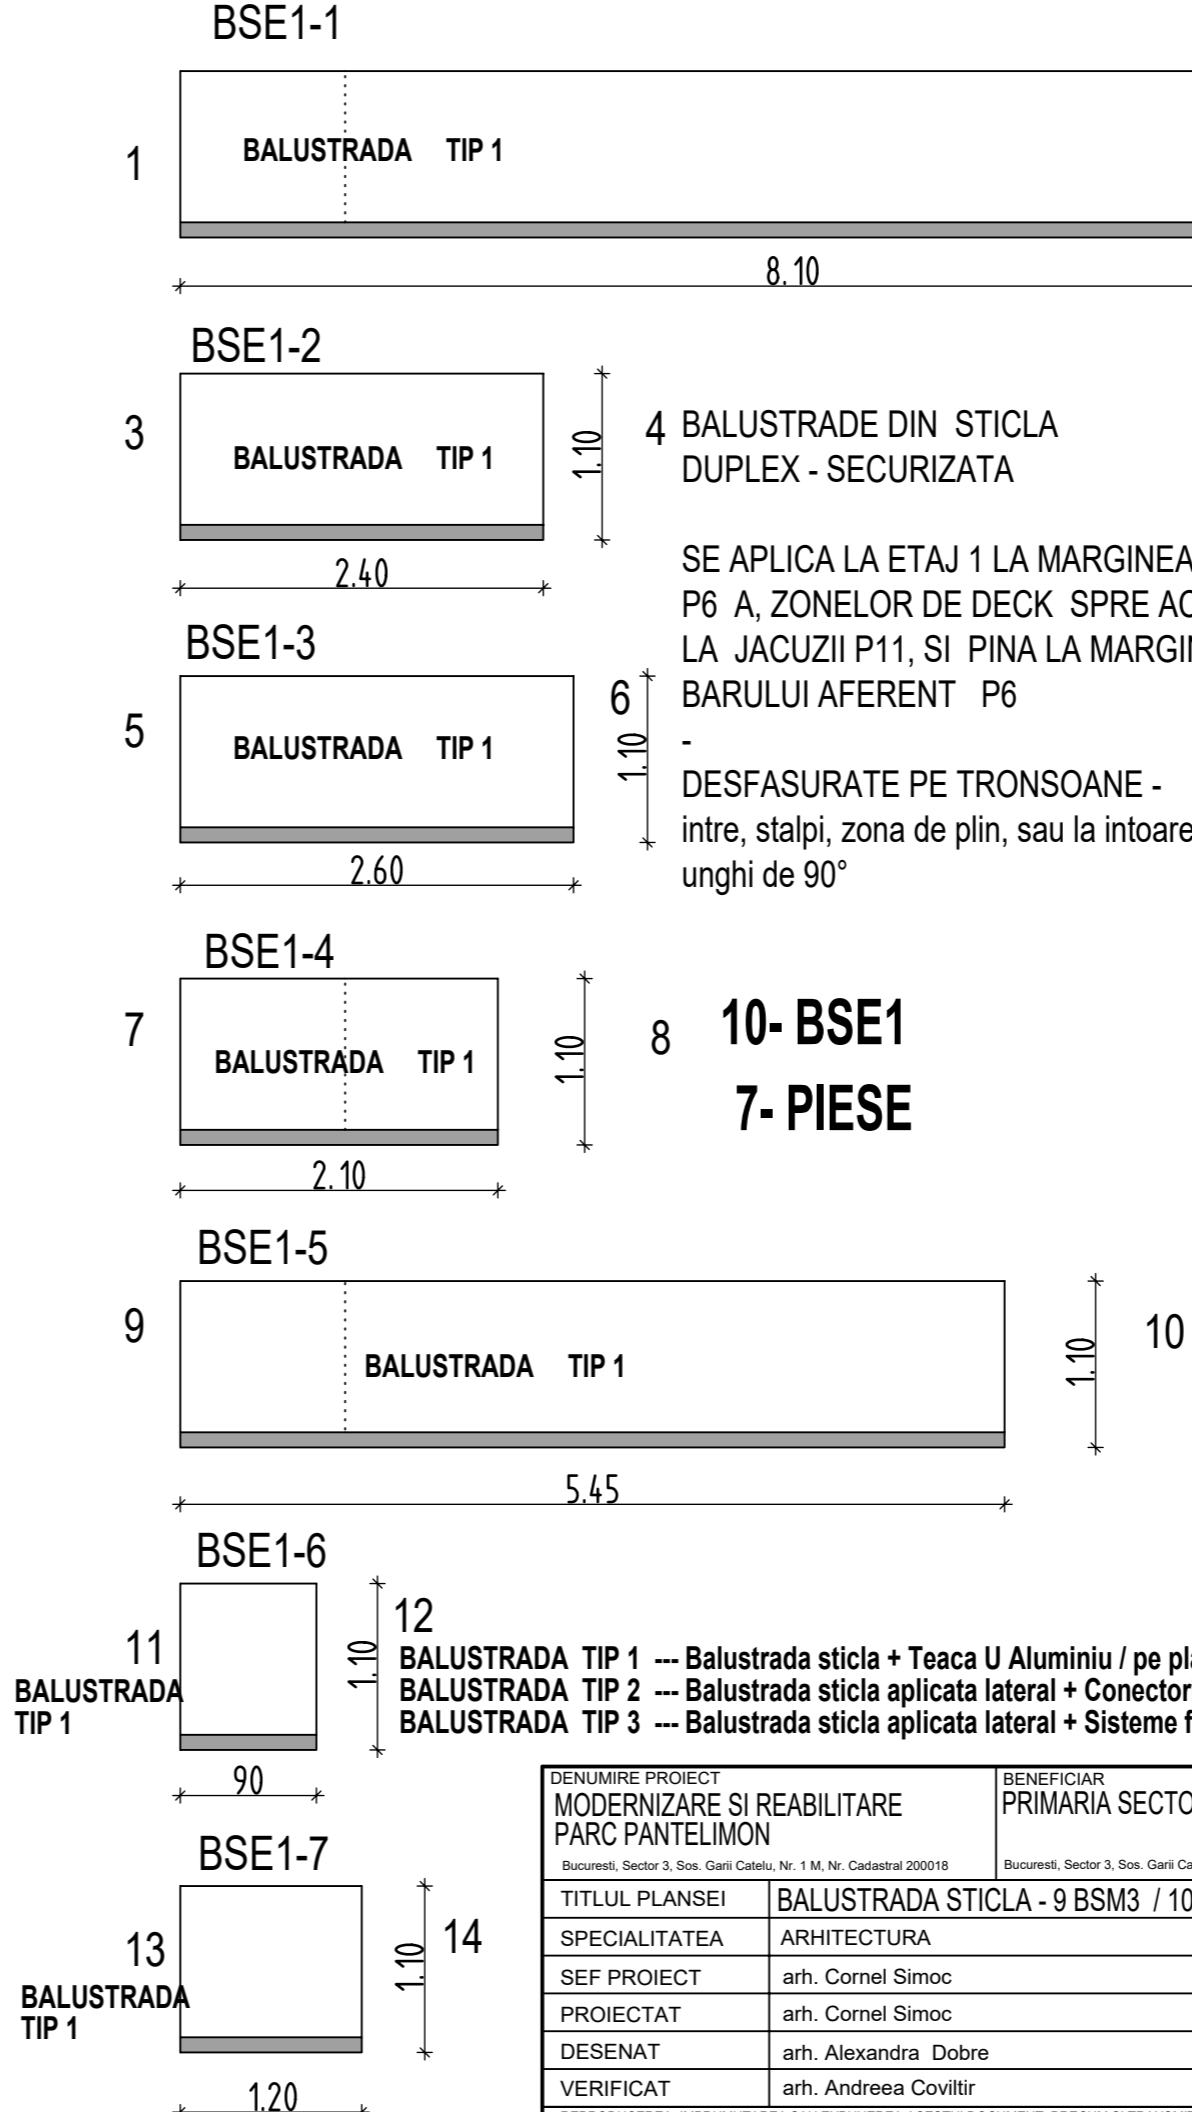 BSE1-1
1
BALUSTRADA TIP 1
8.10
BSE1-2
3
BALUSTRADA TIP 1
1.10
2.40
4
BALUSTRADE DIN STICLA
DUPLEX - SECURIZATA
SE APLICA LA ETAJ 1 LA MARGINEA
P6 A, ZONELOR DE DECK SPRE
LA JACUZII P11, SI PINA LA
BARULUI AFERENT P6
-
DESFASURATE PE TRONSOANE -
intre, stalpi, zona de plin, sau la
unghi de 90°
BSE1-3
5
BALUSTRADA TIP 1
6
1.10
2.60
BSE1-4
7
BALUSTRADA TIP 1
1.10
2.10
8
10- BSE1
7- PIESE
BSE1-5
9
BALUSTRADA TIP 1
1.10
10
5.45
BSE1-6
11
BALUSTRADA
TIP 1
1.10
90
12
BALUSTRADA TIP 1 --- Balustrada sticla + Teaca U Aluminiu / pe
BALUSTRADA TIP 2 --- Balustrada sticla aplicata lateral + Conector
BALUSTRADA TIP 3 --- Balustrada sticla aplicata lateral + Sisteme
BSE1-7
13
BALUSTRADA
TIP 1
1.10
14
1.20
DENUMIRE PROIECT
MODERNIZARE SI REABILITARE
PARC PANTELIMON
Bucuresti, Sector 3, Sos. Garii Catelu, Nr. 1 M, Nr. Cadastral 200018
BENEFICIAR
PRIMARIA
Bucuresti, Sector 3, Sos. Garii
TITLUL PLANSEI BALUSTRADA STICLA - 9 BSM3 / 10
SPECIALITATEA ARHITECTURA
SEF PROIECT arh. Cornel Simoc
PROIECTAT arh. Cornel Simoc
DESENAT arh. Alexandra Dobre
VERIFICAT arh. Andreea Coviltir